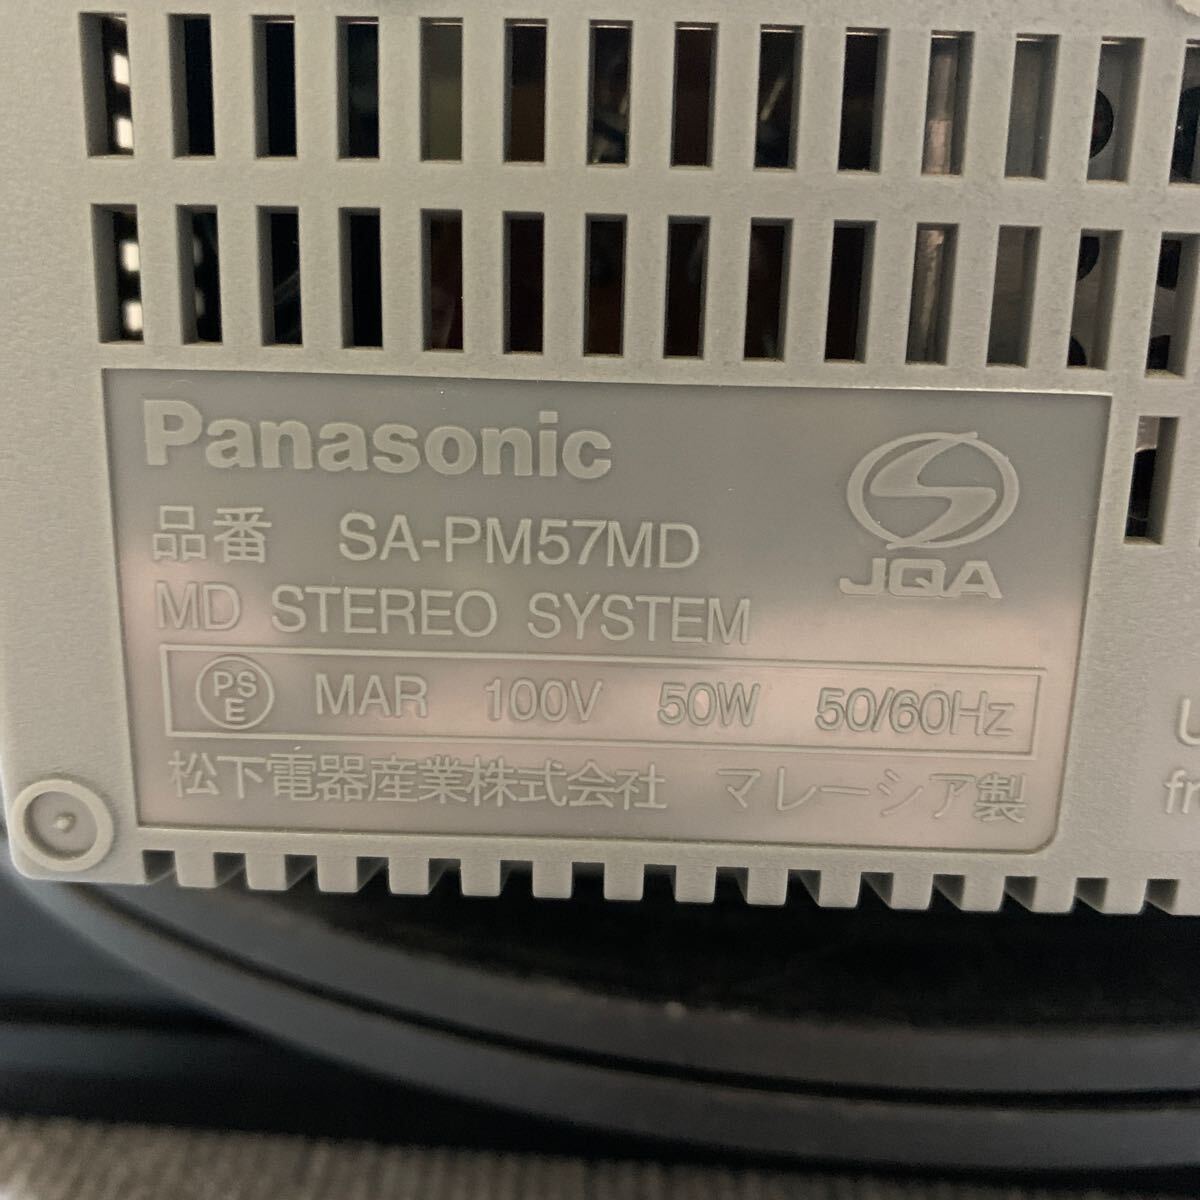 Panasonic
品番 SA-PM57MD
JQA
MD STEREO SYSTEM
PS E MAR 100V 50W 50/60Hz
松下電器産業株式会社 マレーシア製